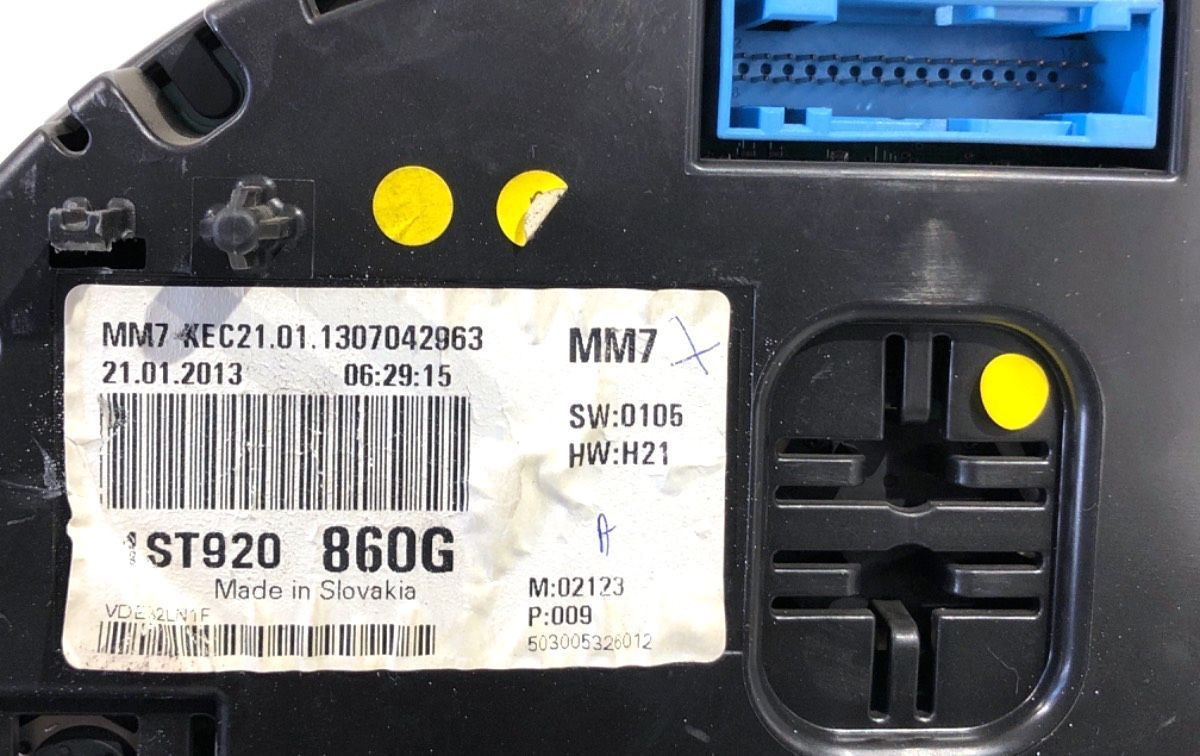 MM7 KEC21.01.1307042963
21.01.2013 06:29:15
MM7
SW:0105
HW:H21
A
ST920 860G
Made in Slovakia
M:02123
P:009
503005326012